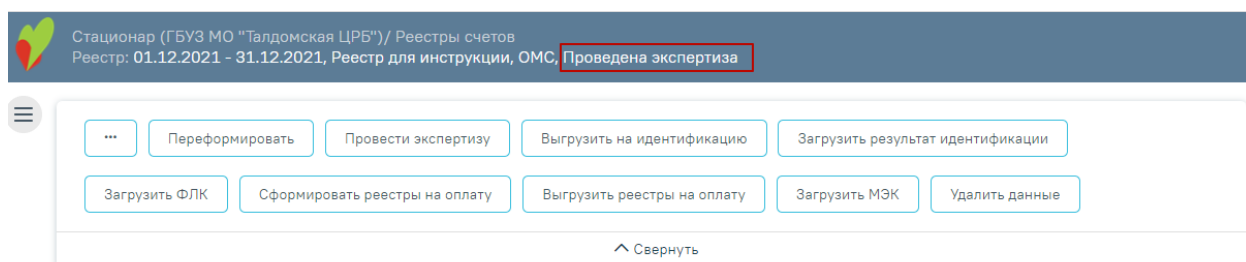 Стационар (ГБУЗ МО "Талдомская ЦРБ")/ Реестры счетов
Реестр: 01.12.2021 - 31.12.2021, Реестр для инструкции, ОМС, Проведена экспертиза
... Переформировать Провести экспертизу Выгрузить на идентификацию Загрузить результат идентификации
Загрузить ФЛК Сформировать реестры на оплату Выгрузить реестры на оплату Загрузить МЭК Удалить данные
Свернуть